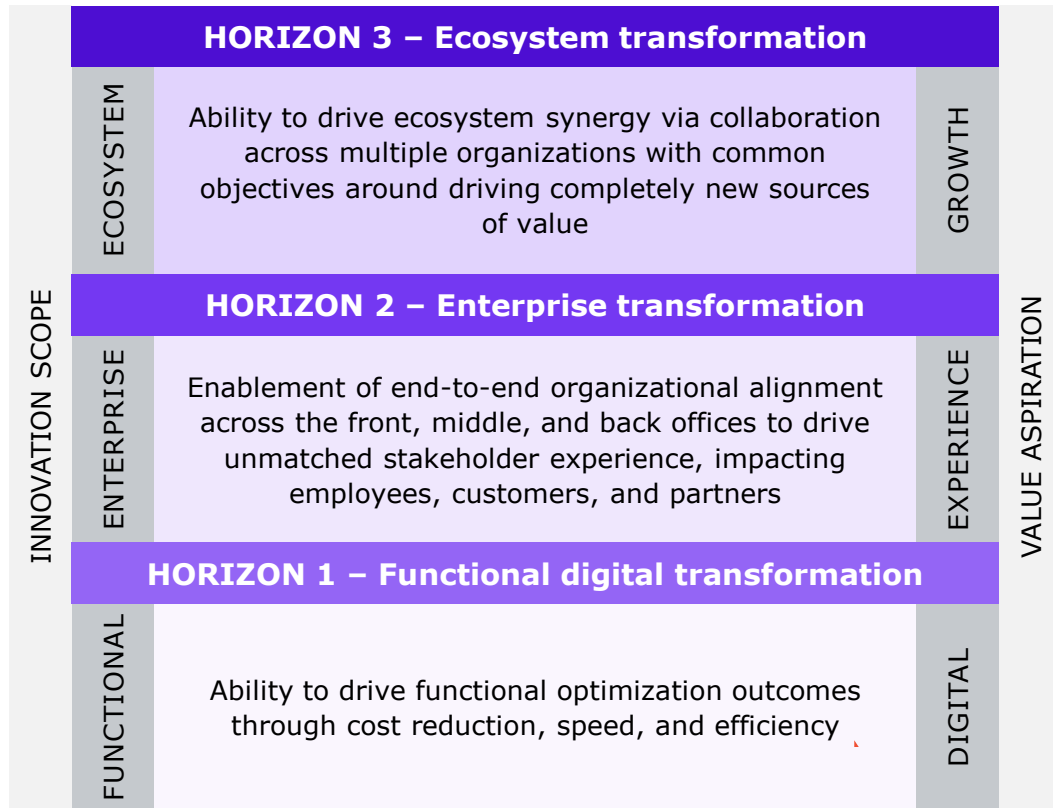 HORIZON 3 – Ecosystem transformation
ECOSYSTEM
Ability to drive ecosystem synergy via collaboration
across multiple organizations with common
objectives around driving completely new sources
of value
GROWTH
INNOVATION SCOPE
HORIZON 2 – Enterprise transformation
ENTERPRISE
Enablement of end-to-end organizational alignment
across the front, middle, and back offices to drive
unmatched stakeholder experience, impacting
employees, customers, and partners
EXPERIENCE
VALUE ASPIRATION
HORIZON 1 – Functional digital transformation
FUNCTIONAL
Ability to drive functional optimization outcomes
through cost reduction, speed, and efficiency
DIGITAL